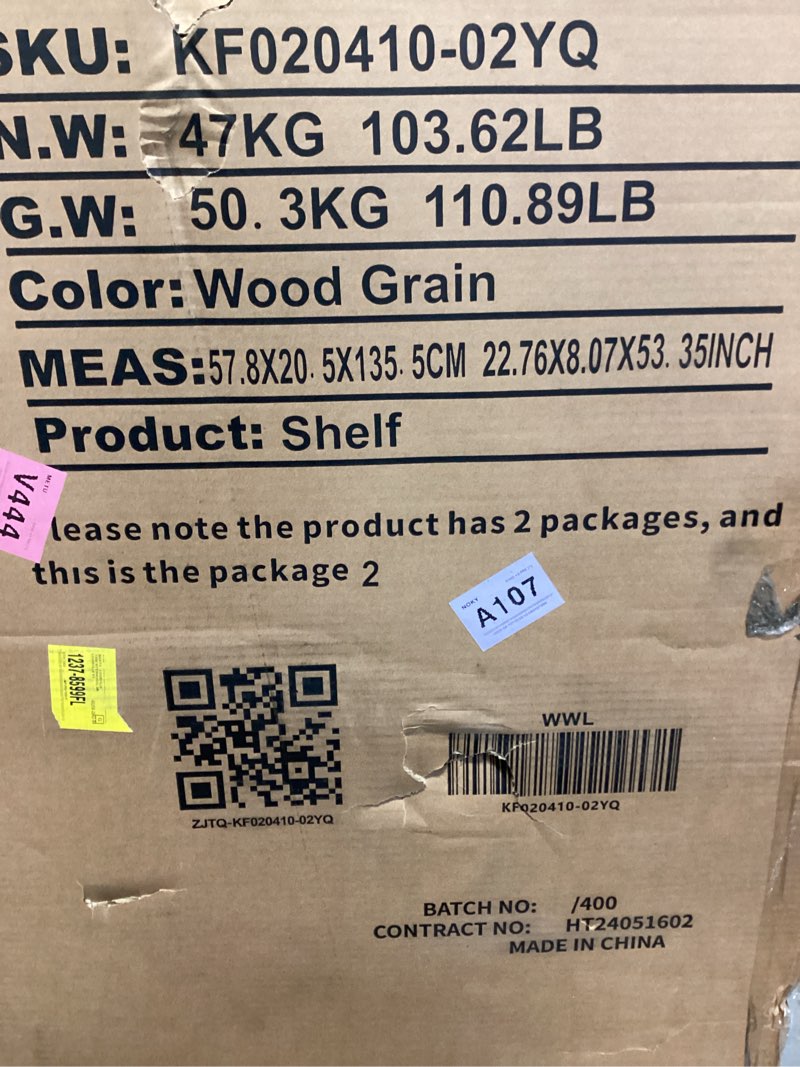 SKU: KF020410-02YQ
N.W: 47KG 103.62LB
G.W: 50. 3KG 110.89LB
Color: Wood Grain
MEAS:57.8X20. 5X135. 5CM 22.76X8.07X53. 35INCH
Product: Shelf
V444
lease note the product has 2 packages, and
this is the package 2
NOKY
A107
1237-8599FL
WWL
KF020410-02YQ
ZJTQ-KF020410-02YQ
BATCH NO: /400
CONTRACT NO: HT24051602
MADE IN CHINA